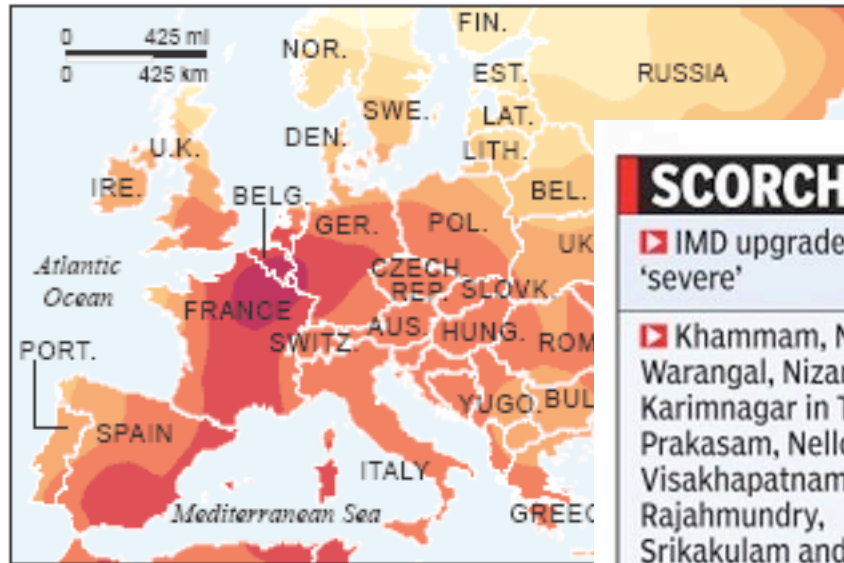 0 425 mi
0 425 km
FIN.
NOR.
RUSSIA
EST.
SWE.
LAT.
DEN.
LITH.
U.K.
IRE.
BELG.
BEL.
GER.
POL.
UK
Atlantic
Ocean
CZECH.
REP.
SLOVK.
FRANCE
AUS.
HUNG.
SWITZ.
ROM
PORT.
YUGO.
BUL
SPAIN
ITALY
Mediterranean Sea
GREEC
SCORCH
IMD upgrade
'severe'
Khammam, N
Warangal, Nizar
Karimnagar in T
Prakasam, Nello
Visakhapatnam
Rajahmundry,
Srikakulam and